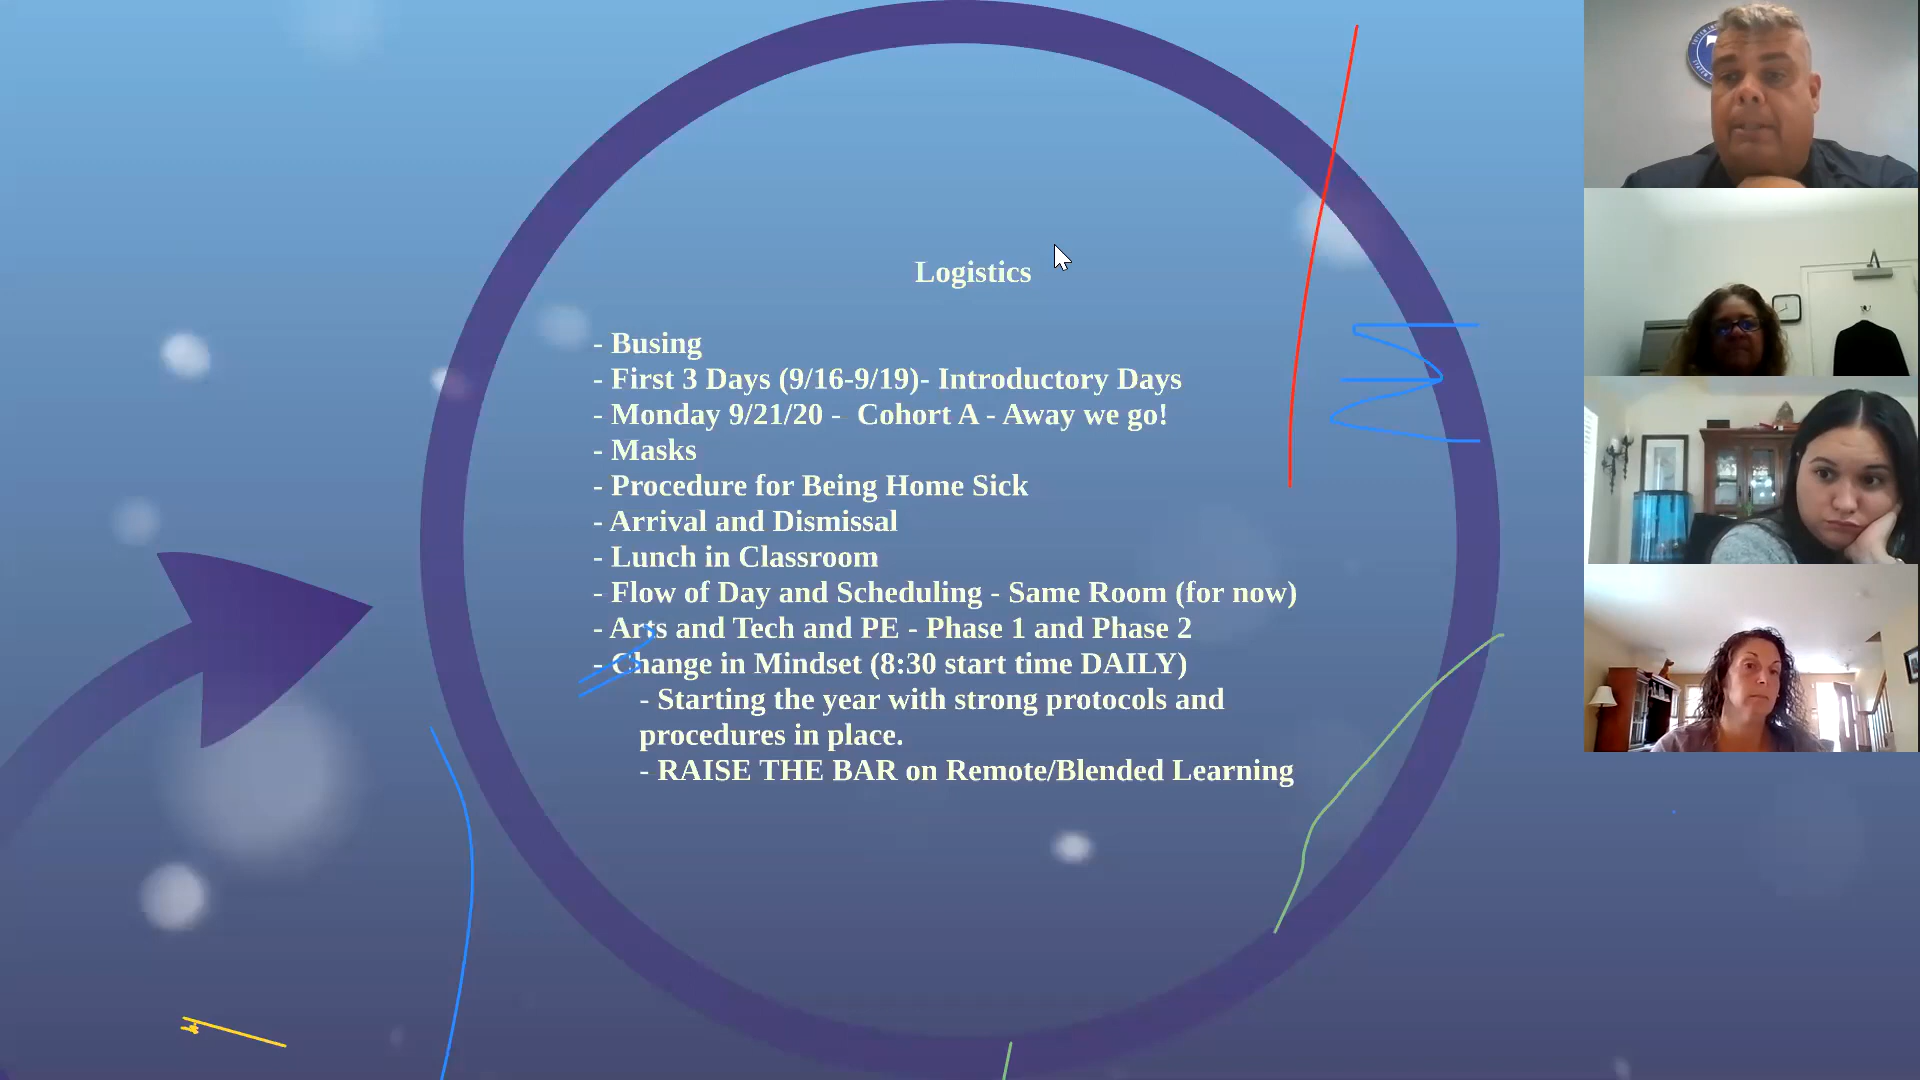 Logistics
- Busing
- First 3 Days (9/16-9/19)- Introductory Days
- Monday 9/21/20 -  Cohort A - Away we go!
- Masks
- Procedure for Being Home Sick
- Arrival and Dismissal
- Lunch in Classroom
- Flow of Day and Scheduling - Same Room (for now)
- Arts and Tech and PE - Phase 1 and Phase 2
- Change in Mindset (8:30 start time DAILY)
- Starting the year with strong protocols and
procedures in place.
- RAISE THE BAR on Remote/Blended Learning